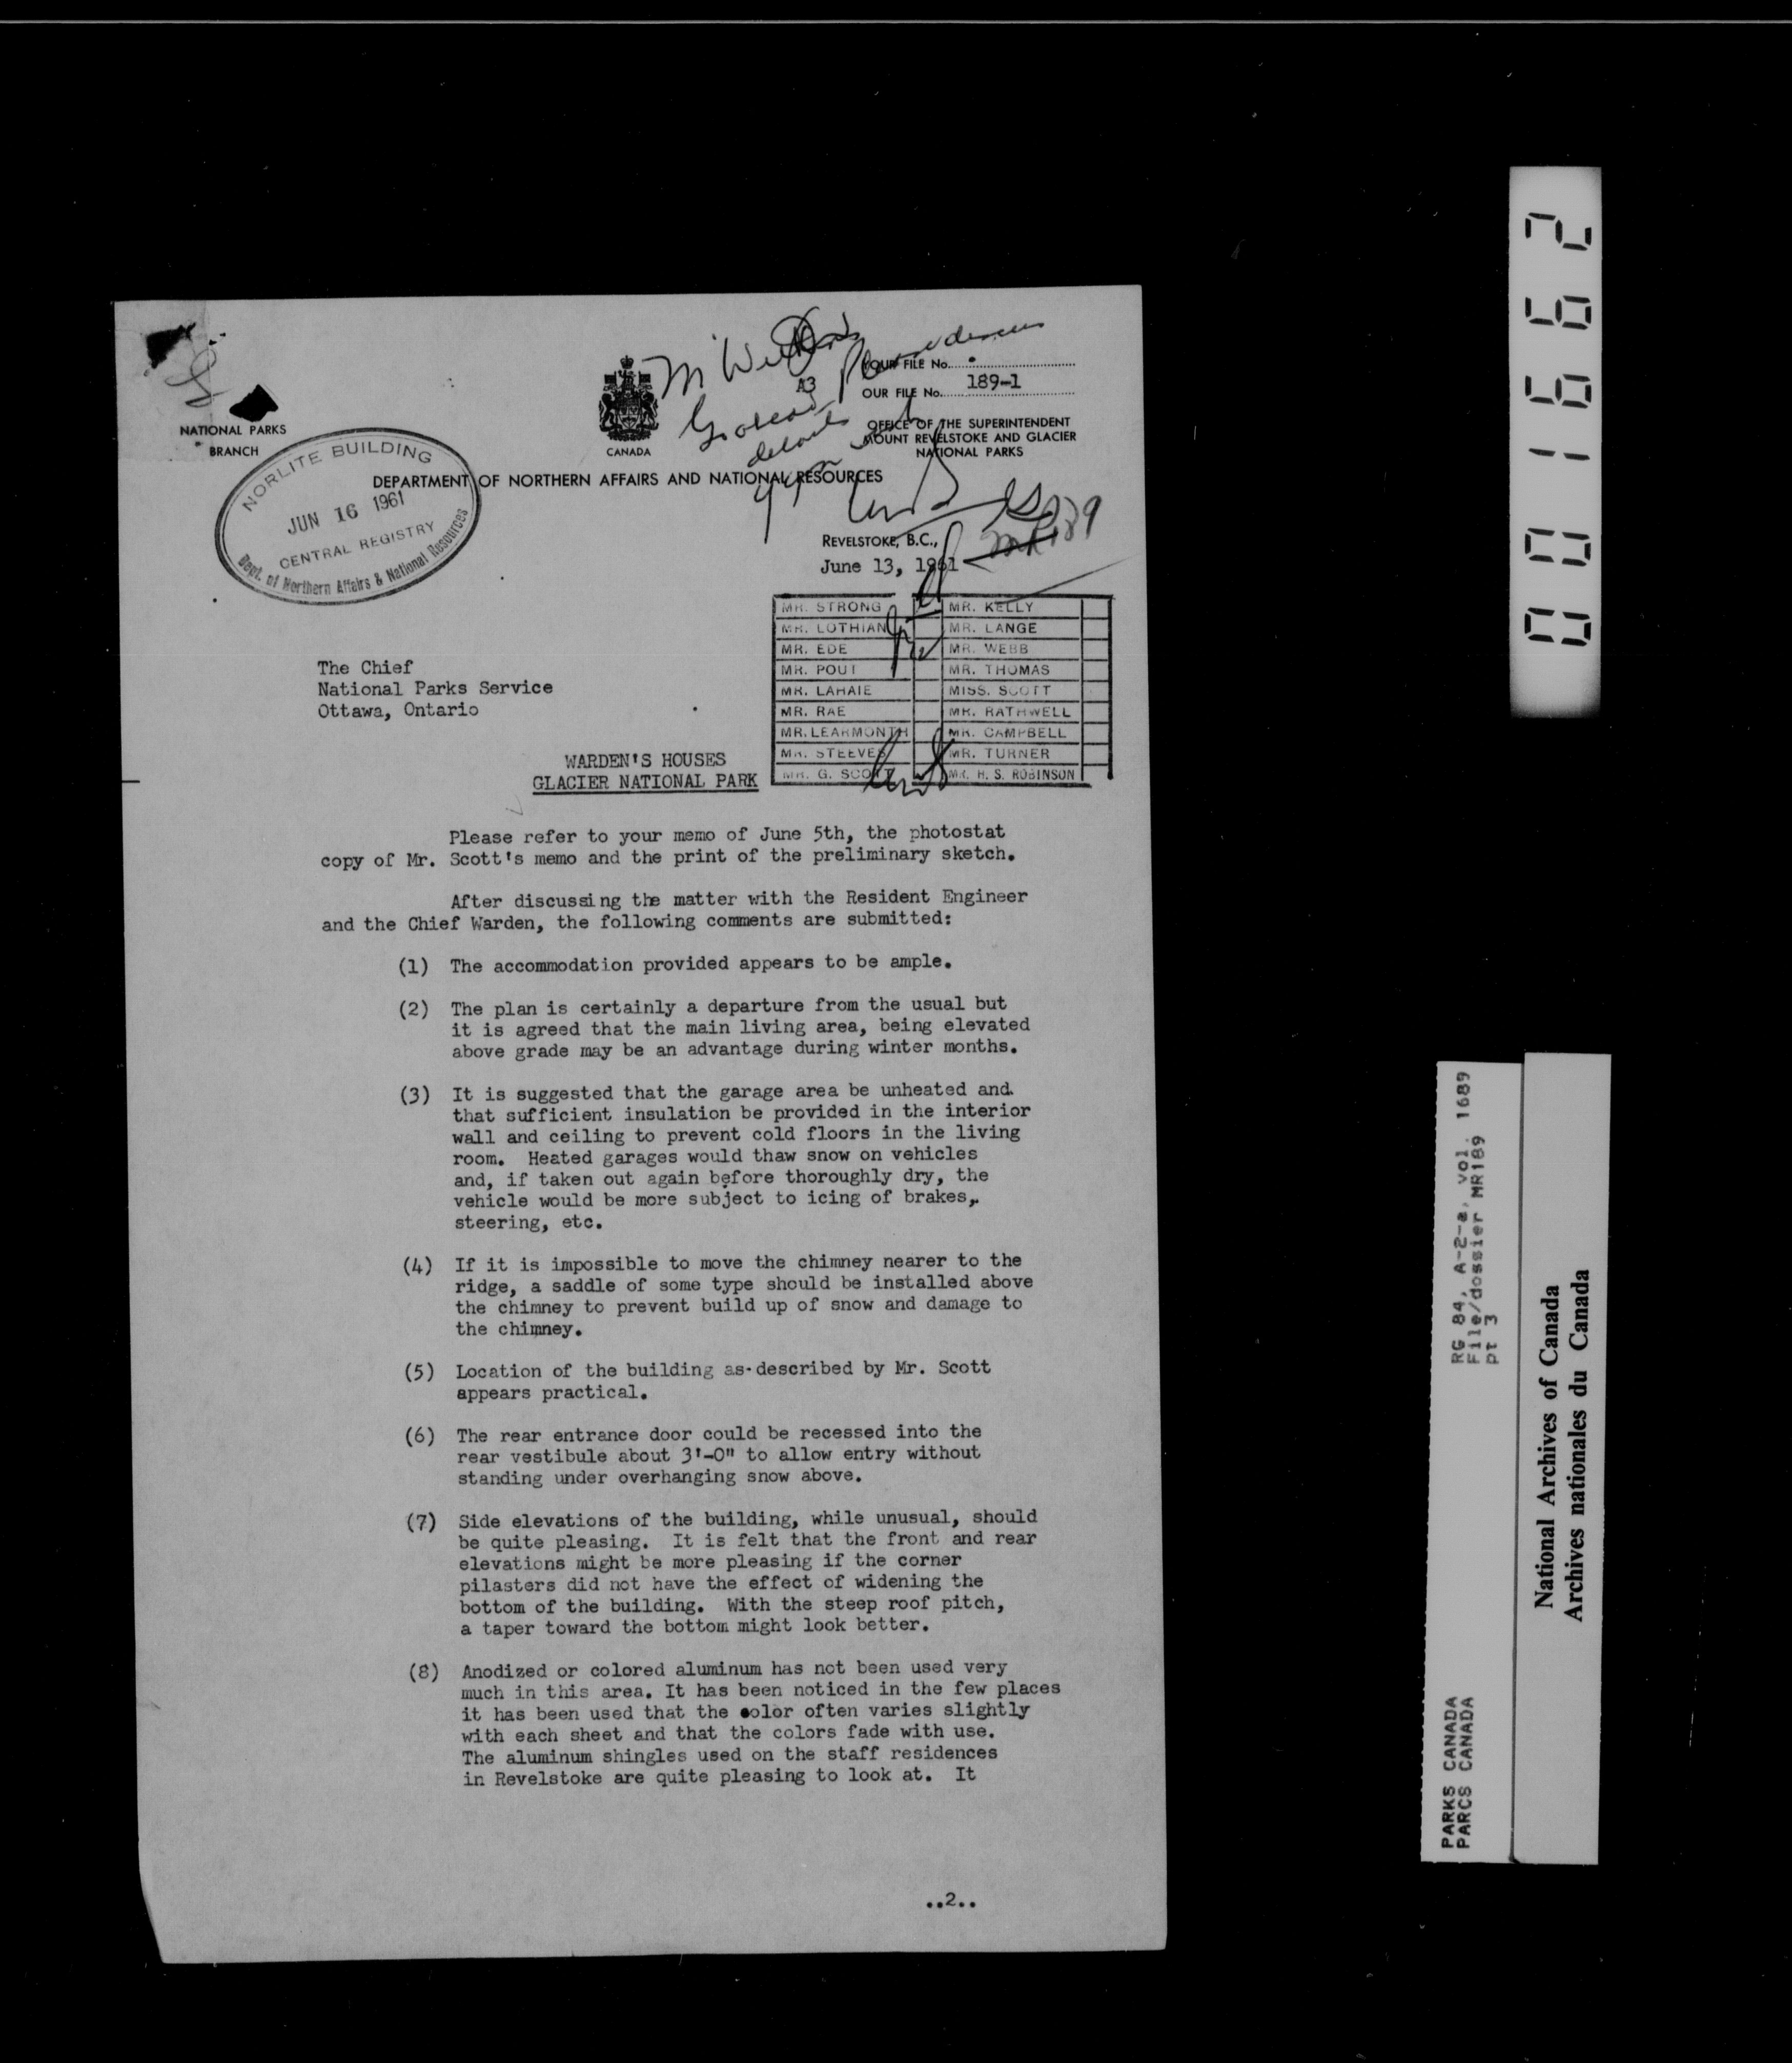 YOUR FILE No.
A3
OUR FILE No. 189-1
NATIONAL PARKS
BRANCH
CANADA
OFFICE OF THE SUPERINTENDENT
MOUNT REVELSTOKE AND GLACIER
NATIONAL PARKS
DEPARTMENT OF NORTHERN AFFAIRS AND NATIONAL RESOURCES
NORLITE BUILDING
JUN 16 1961
CENTRAL REGISTRY
Dept. of Northern Affairs & National Resources
REVELSTOKE, B.C.,
June 13, 1961
MR189
MR. STRONG MR. KELLY
MR. LOTHIAN MR. LANGE
MR. EDE MR. WEBB
MR. POUT MR. THOMAS
MR. LAHAIE MISS. SCOTT
MR. RAE MR. RATHWELL
MR. LEARMONTH MR. CAMPBELL
MR. STEEVES MR. TURNER
MR. G. SCOTT MR. H. S. ROBINSON
The Chief
National Parks Service
Ottawa, Ontario
WARDEN'S HOUSES
GLACIER NATIONAL PARK
Please refer to your memo of June 5th, the photostat
copy of Mr. Scott's memo and the print of the preliminary sketch.
After discussing the matter with the Resident Engineer
and the Chief Warden, the following comments are submitted:
(1) The accommodation provided appears to be ample.
(2) The plan is certainly a departure from the usual but
it is agreed that the main living area, being elevated
above grade may be an advantage during winter months.
(3) It is suggested that the garage area be unheated and
that sufficient insulation be provided in the interior
wall and ceiling to prevent cold floors in the living
room. Heated garages would thaw snow on vehicles
and, if taken out again before thoroughly dry, the
vehicle would be more subject to icing of brakes,
steering, etc.
(4) If it is impossible to move the chimney nearer to the
ridge, a saddle of some type should be installed above
the chimney to prevent build up of snow and damage to
the chimney.
(5) Location of the building as-described by Mr. Scott
appears practical.
(6) The rear entrance door could be recessed into the
rear vestibule about 3'-0" to allow entry without
standing under overhanging snow above.
(7) Side elevations of the building, while unusual, should
be quite pleasing. It is felt that the front and rear
elevations might be more pleasing if the corner
pilasters did not have the effect of widening the
bottom of the building. With the steep roof pitch,
a taper toward the bottom might look better.
(8) Anodized or colored aluminum has not been used very
much in this area. It has been noticed in the few places
it has been used that the color often varies slightly
with each sheet and that the colors fade with use.
The aluminum shingles used on the staff residences
in Revelstoke are quite pleasing to look at. It
..2..
001662
RG 84, A-2-a, vol. 1689
File/dossier MR189
pt 3
PARKS CANADA
PARCS CANADA
National Archives of Canada
Archives nationales du Canada